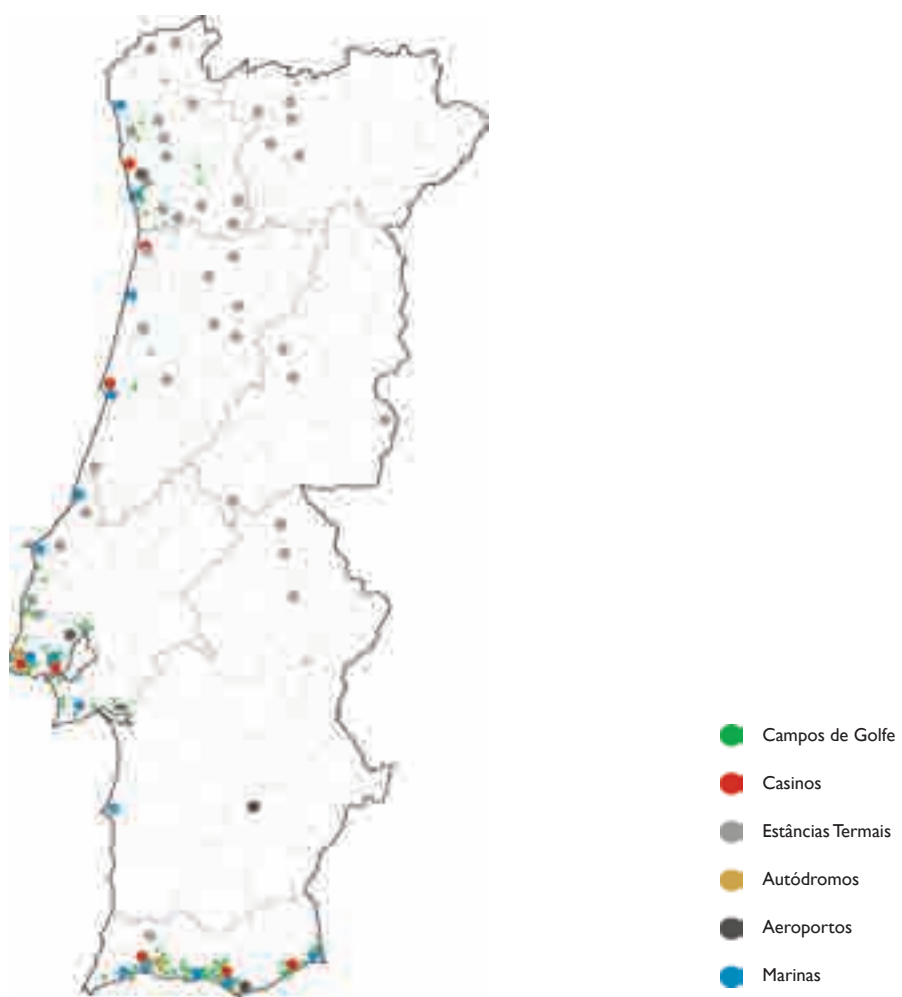 Campos de Golfe
Casinos
Estâncias Termais
Autódromos
Aeroportos
Marinas